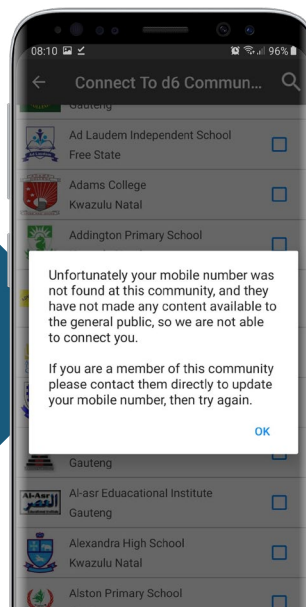 08:10
96%
Connect To d6 Commun...
Gauteng
Ad Laudem Independent School
Free State
Adams College
Kwazulu Natal
Addington Primary School
Unfortunately your mobile number was
not found at this community, and they
have not made any content available to
the general public, so we are not able
to connect you.
If you are a member of this community
please contact them directly to update
your mobile number, then try again.
OK
Gauteng
Al-Asr
العصر
Al-asr Eduacational Institute
Gauteng
Alexandra High School
Kwazulu Natal
Alston Primary School